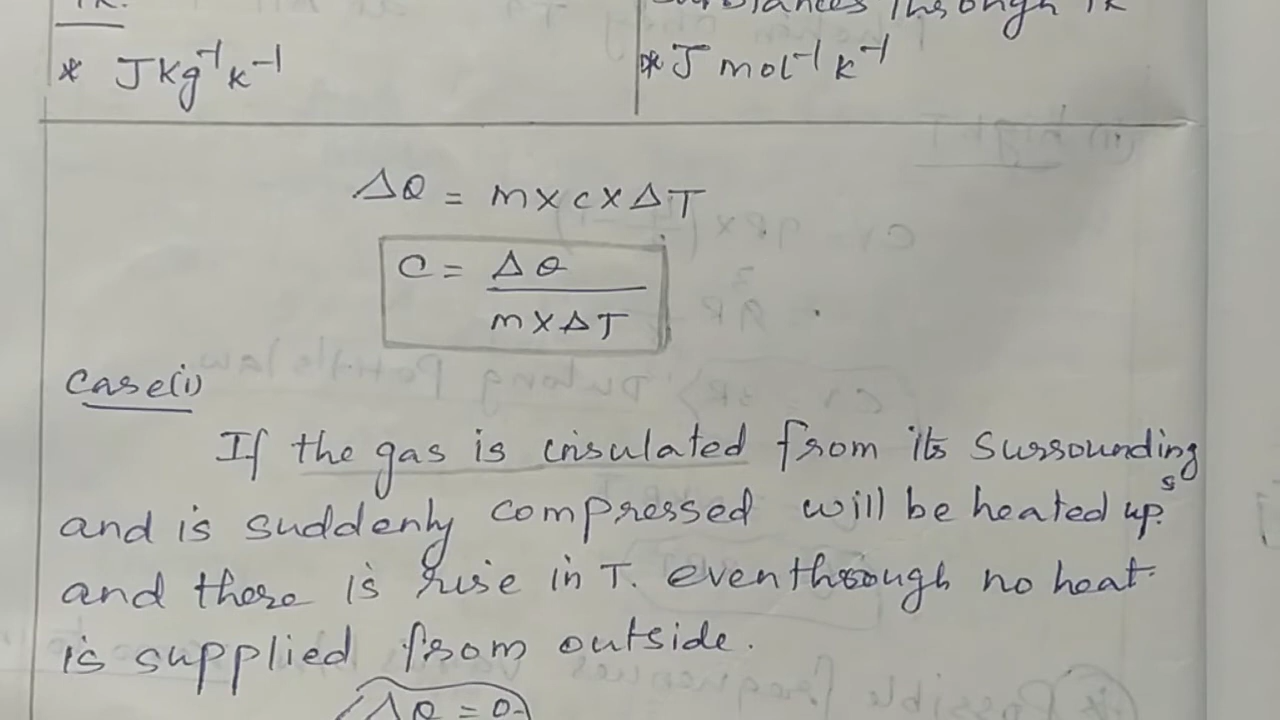 * J Kg⁻¹ K⁻¹
* J mol⁻¹ K⁻¹
ΔQ = m x c x ΔT
C = ΔQ / m x ΔT
Case(i)
If the gas is insulated from its surroundings
and is suddenly compressed will be heated up.
and there is rise in T. eventhrough no heat
is supplied from outside.
ΔQ = 0